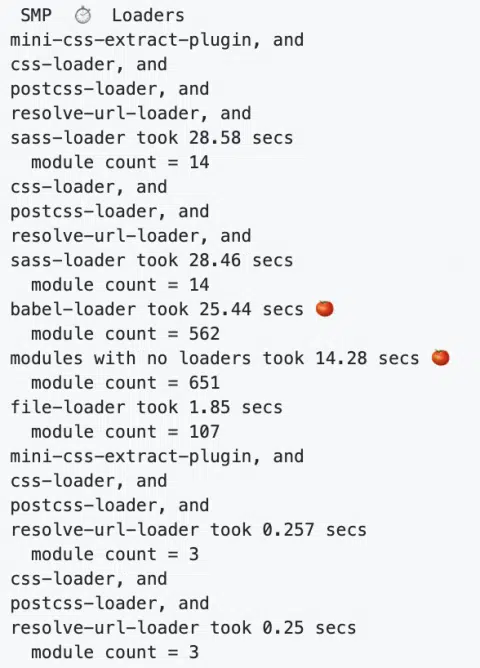 SMP ⏱ Loaders
mini-css-extract-plugin, and
css-loader, and
postcss-loader, and
resolve-url-loader, and
sass-loader took 28.58 secs
  module count = 14
css-loader, and
postcss-loader, and
resolve-url-loader, and
sass-loader took 28.46 secs
  module count = 14
babel-loader took 25.44 secs 🍅
  module count = 562
modules with no loaders took 14.28 secs 🍅
  module count = 651
file-loader took 1.85 secs
  module count = 107
mini-css-extract-plugin, and
css-loader, and
postcss-loader, and
resolve-url-loader took 0.257 secs
  module count = 3
css-loader, and
postcss-loader, and
resolve-url-loader took 0.25 secs
  module count = 3